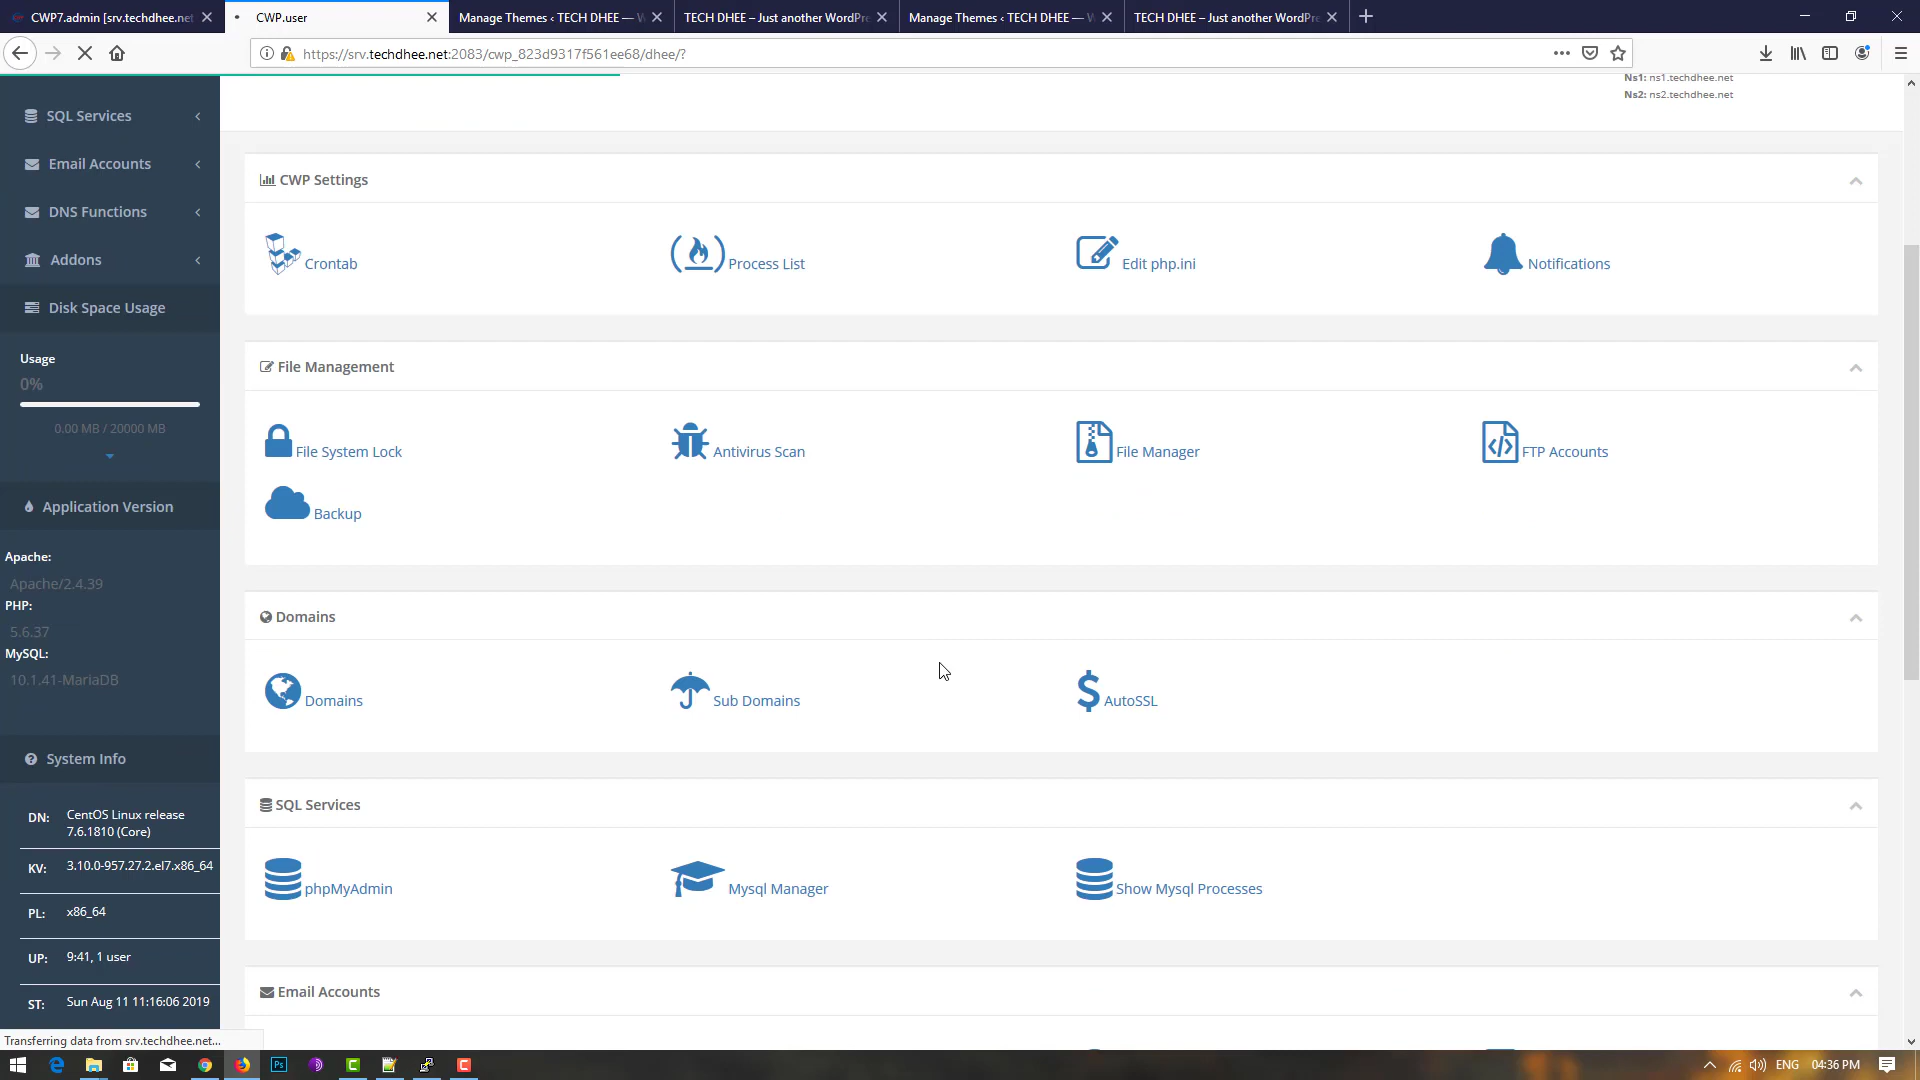 CWP7.admin [srv.techdhee.net
CWP.user
Manage Themes ‹ TECH DHEE — W
TECH DHEE – Just another WordPre
Manage Themes ‹ TECH DHEE — W
TECH DHEE – Just another WordPre
https://srv.techdhee.net:2083/cwp_823d9317f561ee68/dhee/?
Ns1: ns1.techdhee.net
Ns2: ns2.techdhee.net
SQL Services
Email Accounts
DNS Functions
Addons
Disk Space Usage
Usage
0%
0.00 MB / 20000 MB
Application Version
Apache:
Apache/2.4.39
PHP:
5.6.37
MySQL:
10.1.41-MariaDB
System Info
DN: CentOS Linux release 7.6.1810 (Core)
KV: 3.10.0-957.27.2.el7.x86_64
PL: x86_64
UP: 9:41, 1 user
ST: Sun Aug 11 11:16:06 2019
CWP Settings
Crontab
Process List
Edit php.ini
Notifications
File Management
File System Lock
Antivirus Scan
File Manager
FTP Accounts
Backup
Domains
Domains
Sub Domains
AutoSSL
SQL Services
phpMyAdmin
Mysql Manager
Show Mysql Processes
Email Accounts
Transferring data from srv.techdhee.net...
Ps
C
C
ENG
04:36 PM